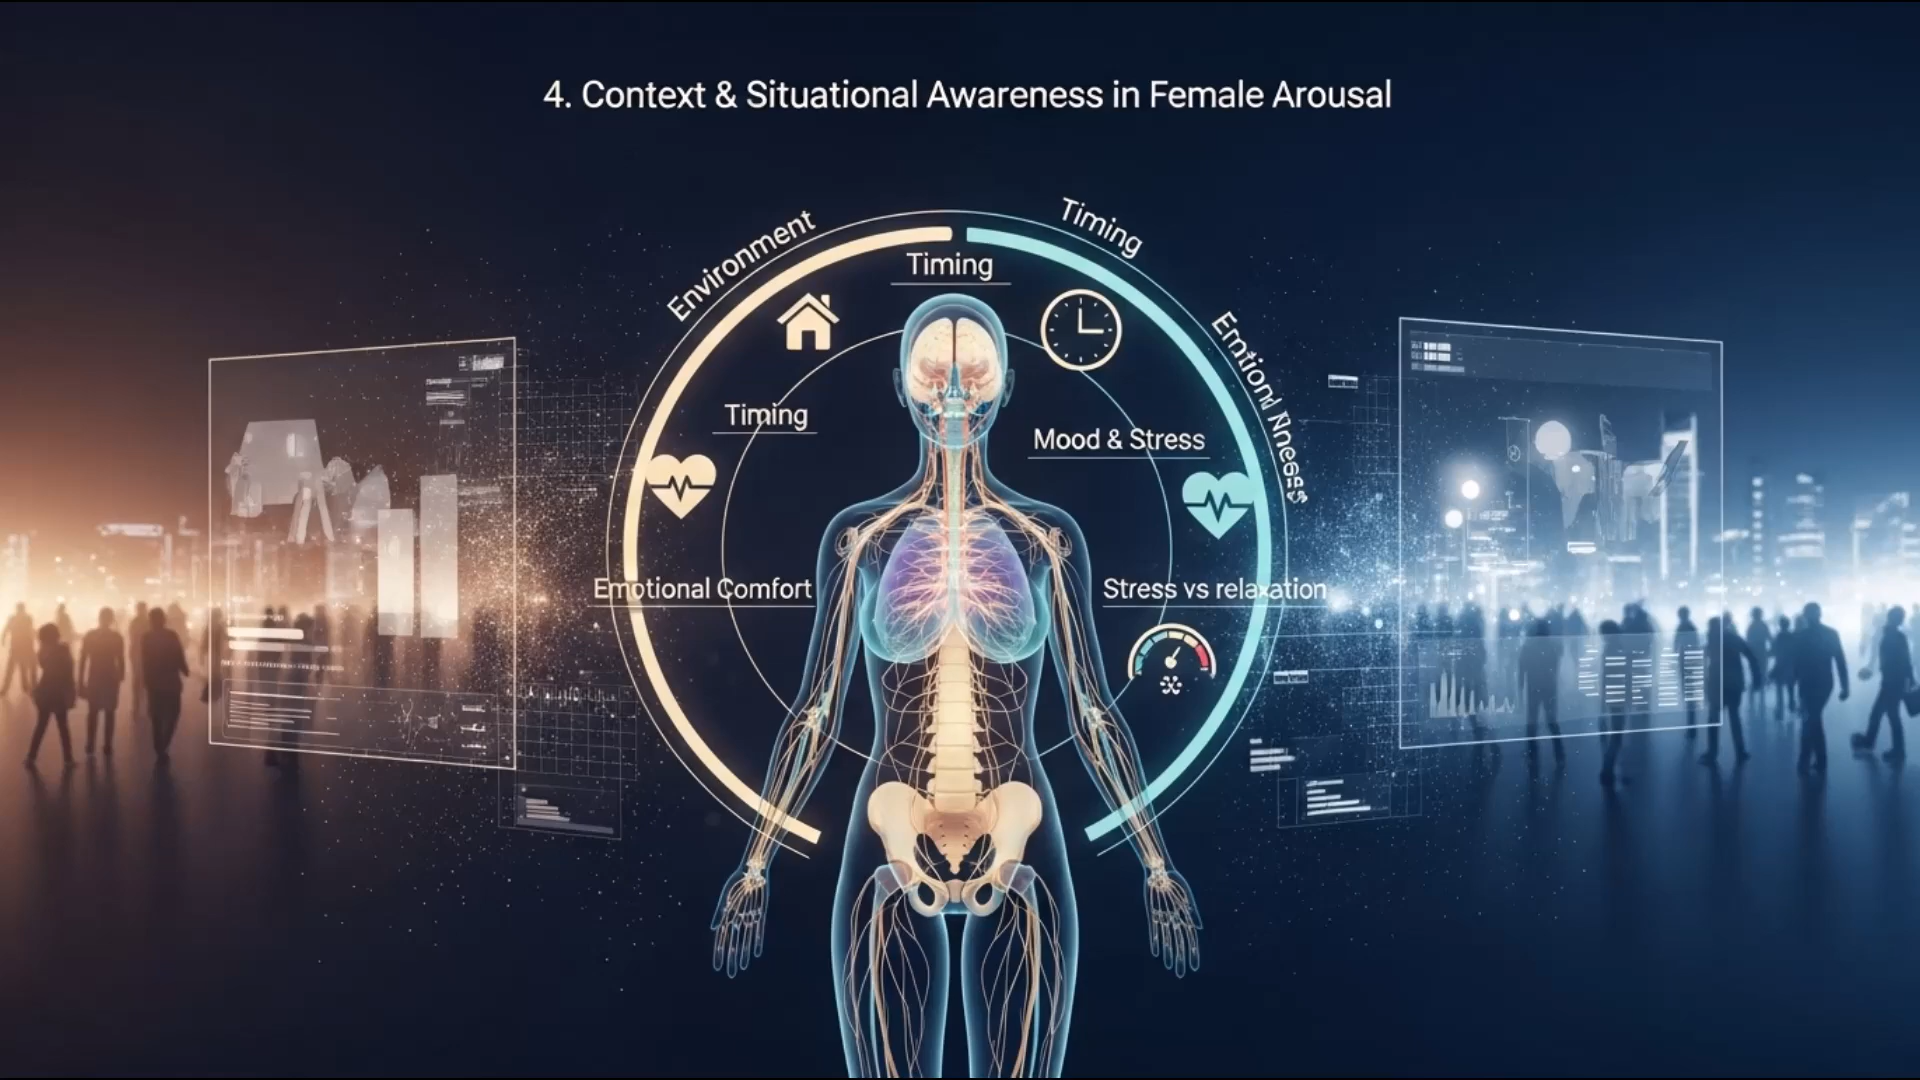 4. Context & Situational Awareness in Female Arousal
Environment
Timing
Timing
Timing
Mood & Stress
Emotional Comfort
Stress vs relaxation